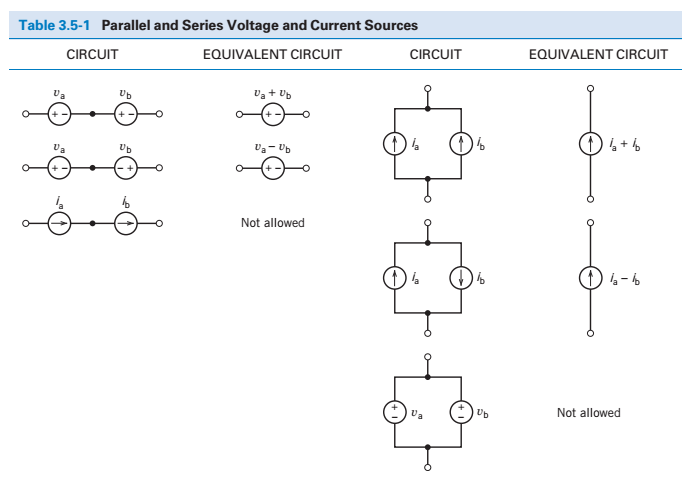 Table 3.5-1 Parallel and Series Voltage and Current Sources
CIRCUIT EQUIVALENT CIRCUIT CIRCUIT EQUIVALENT CIRCUIT
va vb va + vb
+ − + − + −
va vb va − vb
+ − − + + −
ia ib Not allowed
ia ib ia + ib
ia ib ia − ib
+ − va + − vb Not allowed